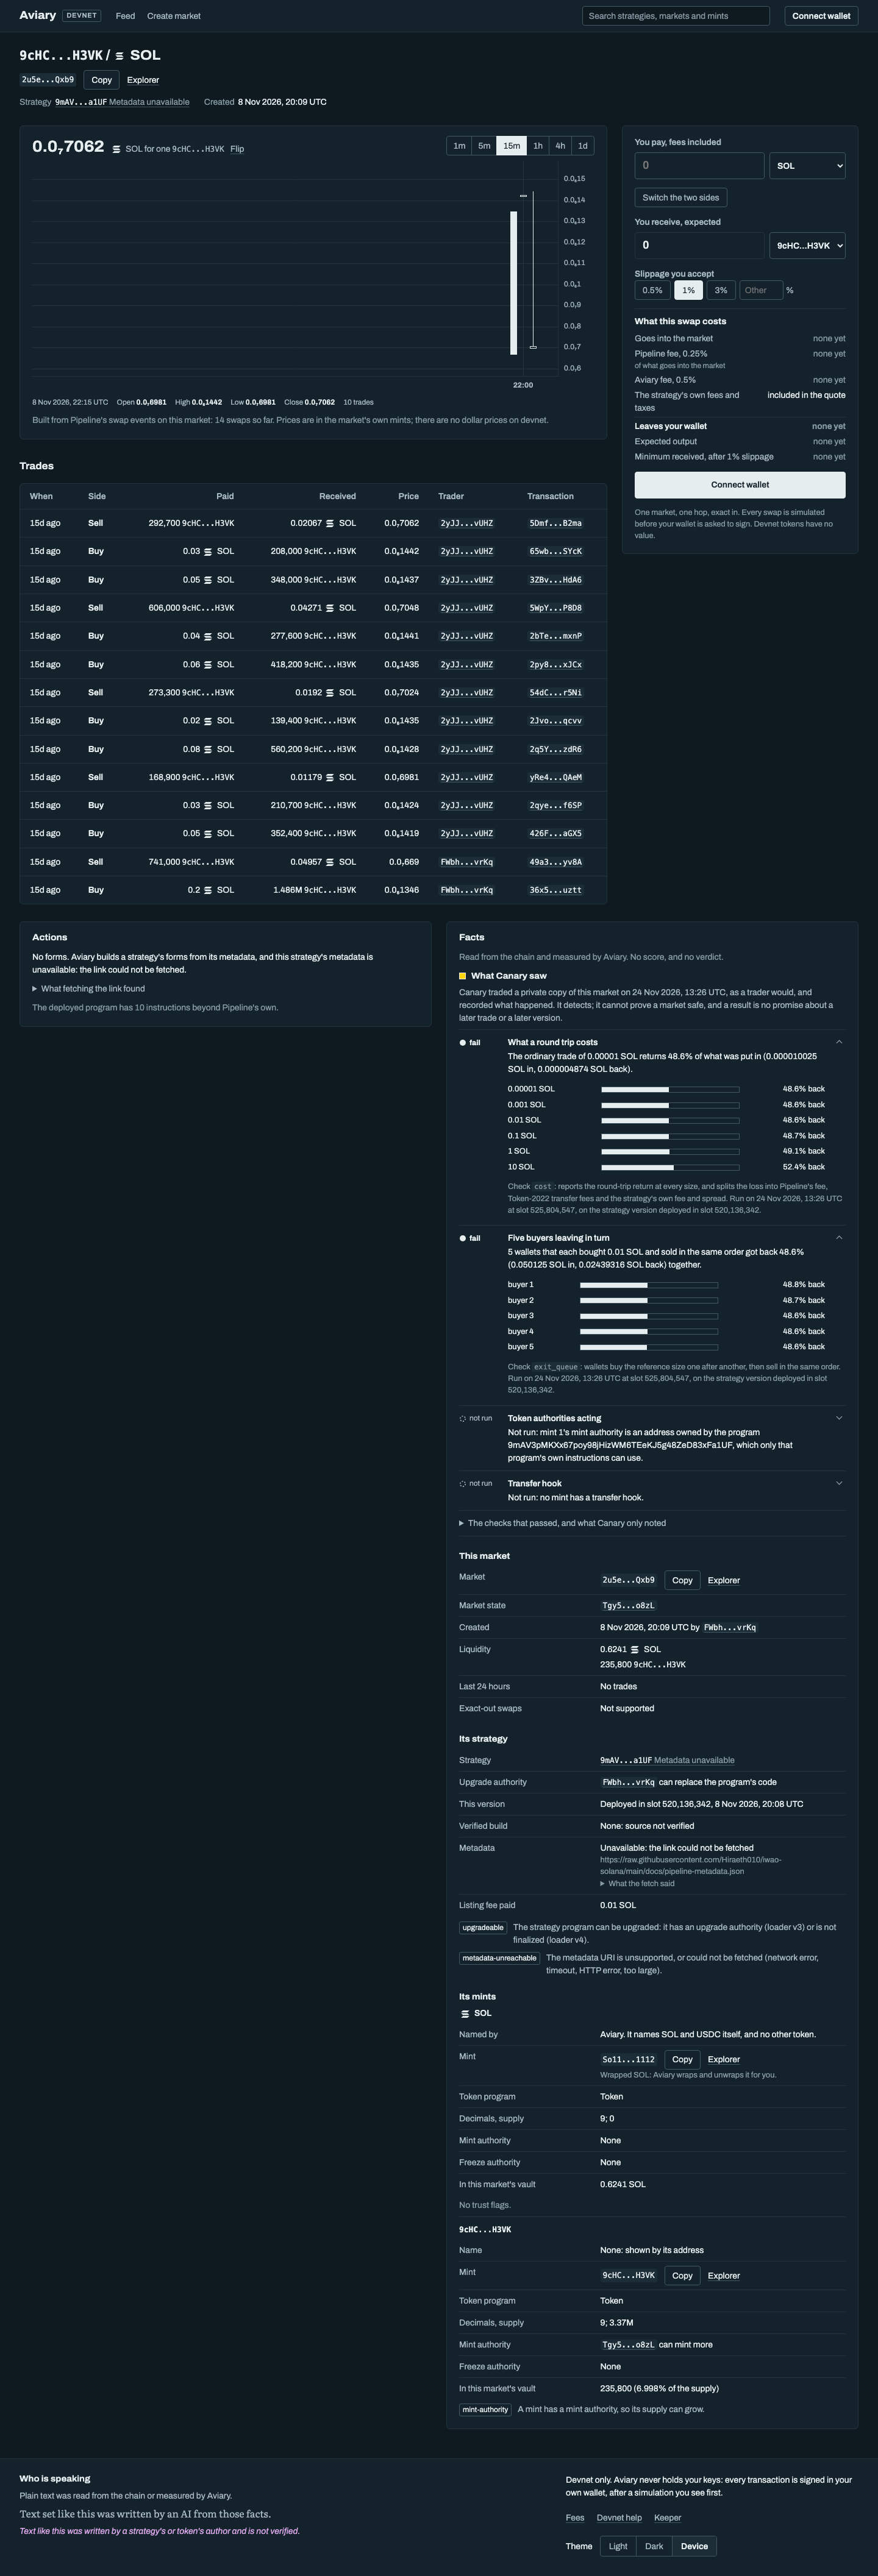 Aviary DEVNET Feed Create market Search strategies, markets and mints Connect wallet
9cHC...H3VK / SOL
2u5e...Qxb9 Copy Explorer
Strategy 9mAV...a1UF Metadata unavailable Created 8 Nov 2026, 20:09 UTC
0.0₇7062 SOL for one 9cHC...H3VK Flip 1m 5m 15m 1h 4h 1d
0.0₆15
0.0₆14
0.0₆13
0.0₆12
0.0₆11
0.0₆1
0.0₇9
0.0₇8
0.0₇7
0.0₇6
22:00
8 Nov 2026, 22:15 UTC Open 0.0₇6981 High 0.0₆1442 Low 0.0₇6981 Close 0.0₇7062 10 trades
Built from Pipeline's swap events on this market: 14 swaps so far. Prices are in the market's own mints; there are no dollar prices on devnet.
You pay, fees included
0 SOL
Switch the two sides
You receive, expected
0 9cHC...H3VK
Slippage you accept
0.5% 1% 3% Other %
What this swap costs
Goes into the market none yet
Pipeline fee, 0.25% none yet
of what goes into the market
Aviary fee, 0.5% none yet
The strategy's own fees and taxes included in the quote
Leaves your wallet none yet
Expected output none yet
Minimum received, after 1% slippage none yet
Connect wallet
One market, one hop, exact in. Every swap is simulated
before your wallet is asked to sign. Devnet tokens have no
value.
Trades
When Side Paid Received Price Trader Transaction
15d ago Sell 292,700 9cHC...H3VK 0.02067 SOL 0.0₇7062 2yJJ...vUHZ 5Dmf...B2ma
15d ago Buy 0.03 SOL 208,000 9cHC...H3VK 0.0₆1442 2yJJ...vUHZ 65wb...SYcK
15d ago Buy 0.05 SOL 348,000 9cHC...H3VK 0.0₆1437 2yJJ...vUHZ 3ZBv...HdA6
15d ago Sell 606,000 9cHC...H3VK 0.04271 SOL 0.0₇7048 2yJJ...vUHZ 5WpY...P8D8
15d ago Buy 0.04 SOL 277,600 9cHC...H3VK 0.0₆1441 2yJJ...vUHZ 2bTe...mxnP
15d ago Buy 0.06 SOL 418,200 9cHC...H3VK 0.0₆1435 2yJJ...vUHZ 2py8...xJCx
15d ago Sell 273,300 9cHC...H3VK 0.0192 SOL 0.0₇7024 2yJJ...vUHZ 54dC...r5Ni
15d ago Buy 0.02 SOL 139,400 9cHC...H3VK 0.0₆1435 2yJJ...vUHZ 2Jvo...qcvv
15d ago Buy 0.08 SOL 560,200 9cHC...H3VK 0.0₆1428 2yJJ...vUHZ 2q5Y...zdR6
15d ago Sell 168,900 9cHC...H3VK 0.01179 SOL 0.0₇6981 2yJJ...vUHZ yRe4...QAeM
15d ago Buy 0.03 SOL 210,700 9cHC...H3VK 0.0₆1424 2yJJ...vUHZ 2qye...f6SP
15d ago Buy 0.05 SOL 352,400 9cHC...H3VK 0.0₆1419 2yJJ...vUHZ 426F...aGX5
15d ago Sell 741,000 9cHC...H3VK 0.04957 SOL 0.0₇669 FWbh...vrKq 49a3...yv8A
15d ago Buy 0.2 SOL 1.486M 9cHC...H3VK 0.0₆1346 FWbh...vrKq 36x5...uztt
Actions
No forms. Aviary builds a strategy's forms from its metadata, and this strategy's metadata is
unavailable: the link could not be fetched.
What fetching the link found
The deployed program has 10 instructions beyond Pipeline's own.
Facts
Read from the chain and measured by Aviary. No score, and no verdict.
What Canary saw
Canary traded a private copy of this market on 24 Nov 2026, 13:26 UTC, as a trader would, and
recorded what happened. It detects; it cannot prove a market safe, and a result is no promise about a
later trade or a later version.
fail What a round trip costs
The ordinary trade of 0.00001 SOL returns 48.6% of what was put in (0.000010025
SOL in, 0.000004874 SOL back).
0.00001 SOL 48.6% back
0.001 SOL 48.6% back
0.01 SOL 48.6% back
0.1 SOL 48.7% back
1 SOL 49.1% back
10 SOL 52.4% back
Check cost: reports the round-trip return at every size, and splits the loss into Pipeline's fee,
Token-2022 transfer fees and the strategy's own fee and spread. Run on 24 Nov 2026, 13:26 UTC
at slot 525,804,547, on the strategy version deployed in slot 520,136,342.
fail Five buyers leaving in turn
5 wallets that each bought 0.01 SOL and sold in the same order got back 48.6%
(0.050125 SOL in, 0.02439316 SOL back) together.
buyer 1 48.8% back
buyer 2 48.7% back
buyer 3 48.6% back
buyer 4 48.6% back
buyer 5 48.6% back
Check exit_queue: wallets buy the reference size one after another, then sell in the same order.
Run on 24 Nov 2026, 13:26 UTC at slot 525,804,547, on the strategy version deployed in slot
520,136,342.
not run Token authorities acting
Not run: mint 1's mint authority is an address owned by the program
9mAV3pMKXx67poy98jHizWM6TEeKJ5g48ZeD83xFa1UF, which only that
program's own instructions can use.
not run Transfer hook
Not run: no mint has a transfer hook.
The checks that passed, and what Canary only noted
This market
Market 2u5e...Qxb9 Copy Explorer
Market state Tgy5...o8zL
Created 8 Nov 2026, 20:09 UTC by FWbh...vrKq
Liquidity 0.6241 SOL
235,800 9cHC...H3VK
Last 24 hours No trades
Exact-out swaps Not supported
Its strategy
Strategy 9mAV...a1UF Metadata unavailable
Upgrade authority FWbh...vrKq can replace the program's code
This version Deployed in slot 520,136,342, 8 Nov 2026, 20:08 UTC
Verified build None: source not verified
Metadata Unavailable: the link could not be fetched
https://raw.githubusercontent.com/Hiraeth010/iwao-
solana/main/docs/pipeline-metadata.json
What the fetch said
Listing fee paid 0.01 SOL
upgradeable The strategy program can be upgraded: it has an upgrade authority (loader v3) or is not
finalized (loader v4).
metadata-unreachable The metadata URI is unsupported, or could not be fetched (network error,
timeout, HTTP error, too large).
Its mints
SOL
Named by Aviary. It names SOL and USDC itself, and no other token.
Mint So11...1112 Copy Explorer
Wrapped SOL: Aviary wraps and unwraps it for you.
Token program Token
Decimals, supply 9; 0
Mint authority None
Freeze authority None
In this market's vault 0.6241 SOL
No trust flags.
9cHC...H3VK
Name None: shown by its address
Mint 9cHC...H3VK Copy Explorer
Token program Token
Decimals, supply 9; 3.37M
Mint authority Tgy5...o8zL can mint more
Freeze authority None
In this market's vault 235,800 (6.998% of the supply)
mint-authority A mint has a mint authority, so its supply can grow.
Who is speaking
Plain text was read from the chain or measured by Aviary.
Text set like this was written by an AI from those facts.
Text like this was written by a strategy's or token's author and is not verified.
Devnet only. Aviary never holds your keys: every transaction is signed in your
own wallet, after a simulation you see first.
Fees Devnet help Keeper
Theme Light Dark Device